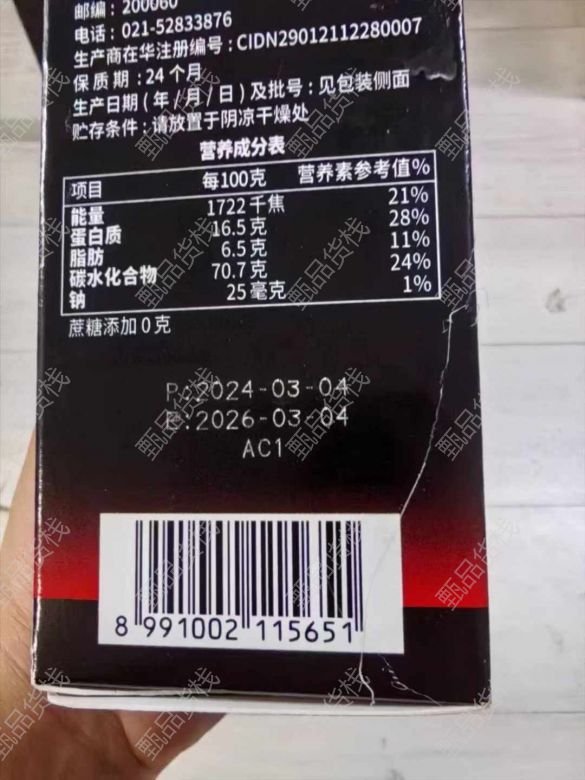 邮编：200060
电话：021-52833876
生产商在华注册编号：CIDN29012112280007
保质期：24个月
生产日期(年/月/日)及批号：见包装侧面
贮存条件：请放置于阴凉干燥处
营养成分表
项目 每100克 营养素参考值%
能量 1722千焦 21%
蛋白质 16.5克 28%
脂肪 6.5克 11%
碳水化合物 70.7克 24%
钠 25毫克 1%
蔗糖添加0克
P:2024-03-04
E:2026-03-04
AC1
8 991002 115651
甄品货栈